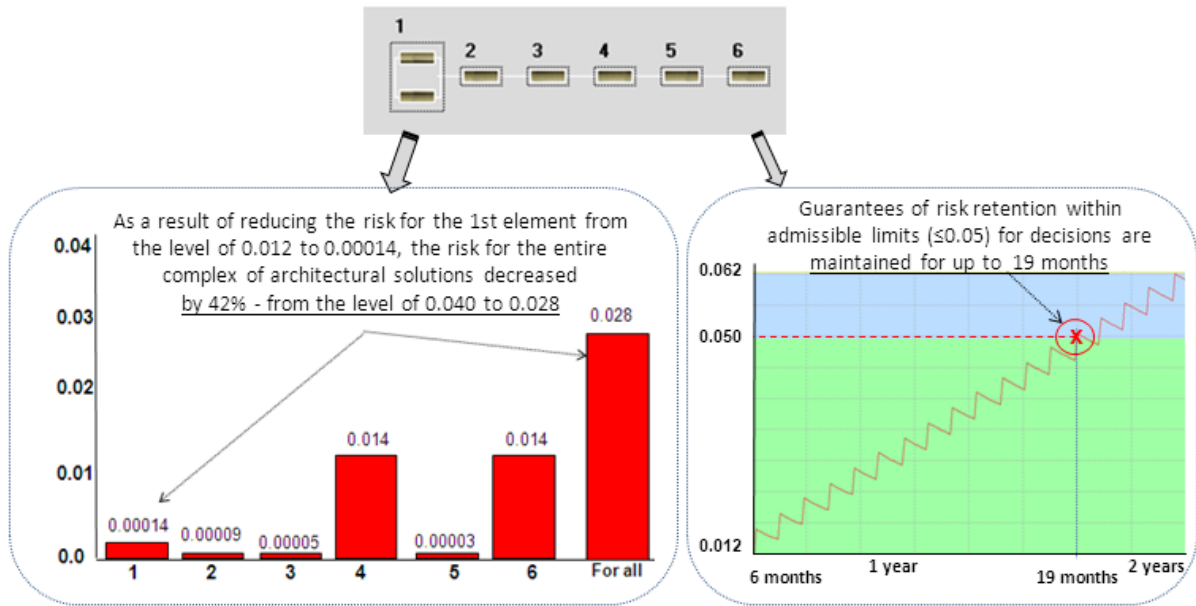 1
2 3 4 5 6
As a result of reducing the risk for the 1st element from
the level of 0.012 to 0.00014, the risk for the entire
complex of architectural solutions decreased
by 42% - from the level of 0.040 to 0.028
0.04
0.03
0.02
0.01
0.0
0.00014
0.00009
0.00005
0.014
0.00003
0.014
0.028
1 2 3 4 5 6 For all
Guarantees of risk retention within
admissible limits (≤0.05) for decisions are
maintained for up to 19 months
0.062
0.050
0.012
X
6 months 1 year 19 months 2 years